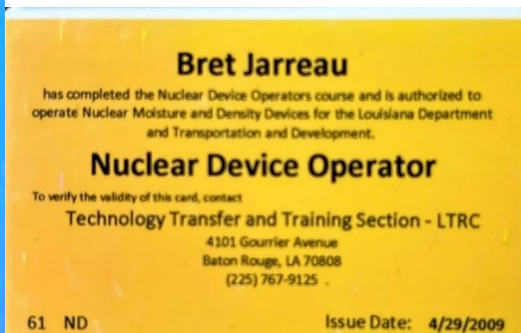 Bret Jarreau
has completed the Nuclear Device Operators course and is authorized to
operate Nuclear Moisture and Density Devices for the Louisiana Department
and Transportation and Development.
Nuclear Device Operator
To verify the validity of this card, contact
Technology Transfer and Training Section - LTRC
4101 Gourrier Avenue
Baton Rouge, LA 70808
(225) 767-9125 .
61 ND Issue Date: 4/29/2009